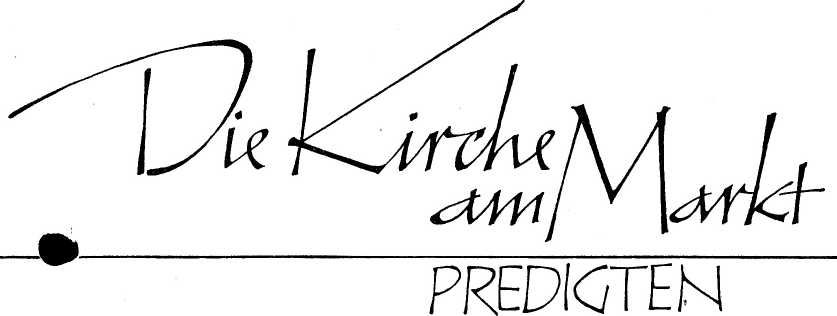 Die Kirche
am Markt
PREDIGTEN